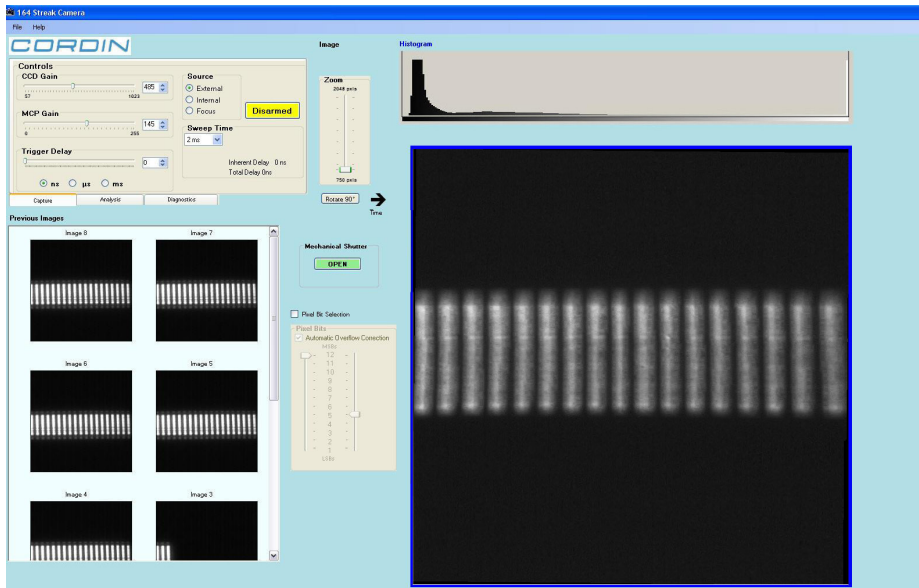 164 Streak Camera
File Help
CORDIN
Image
Histogram
Controls
CCD Gain
485
57 1023
MCP Gain
145
0 255
Trigger Delay
0
ns μs ms
Source
External
Internal
Focus
Disarmed
Sweep Time
2 ms
Inherent Delay 0 ns
Total Delay 0ns
Zoom
2048 pxls
750 pxls
Rotate 90°
Time
Capture Analysis Diagnostics
Previous Images
Image 8 Image 7
Image 6 Image 5
Image 4 Image 3
Mechanical Shutter
OPEN
Pixel Bit Selection
Pixel Bits
Automatic Overflow Correction
MSBs
12
11
10
9
8
7
6
5
4
3
2
1
LSBs